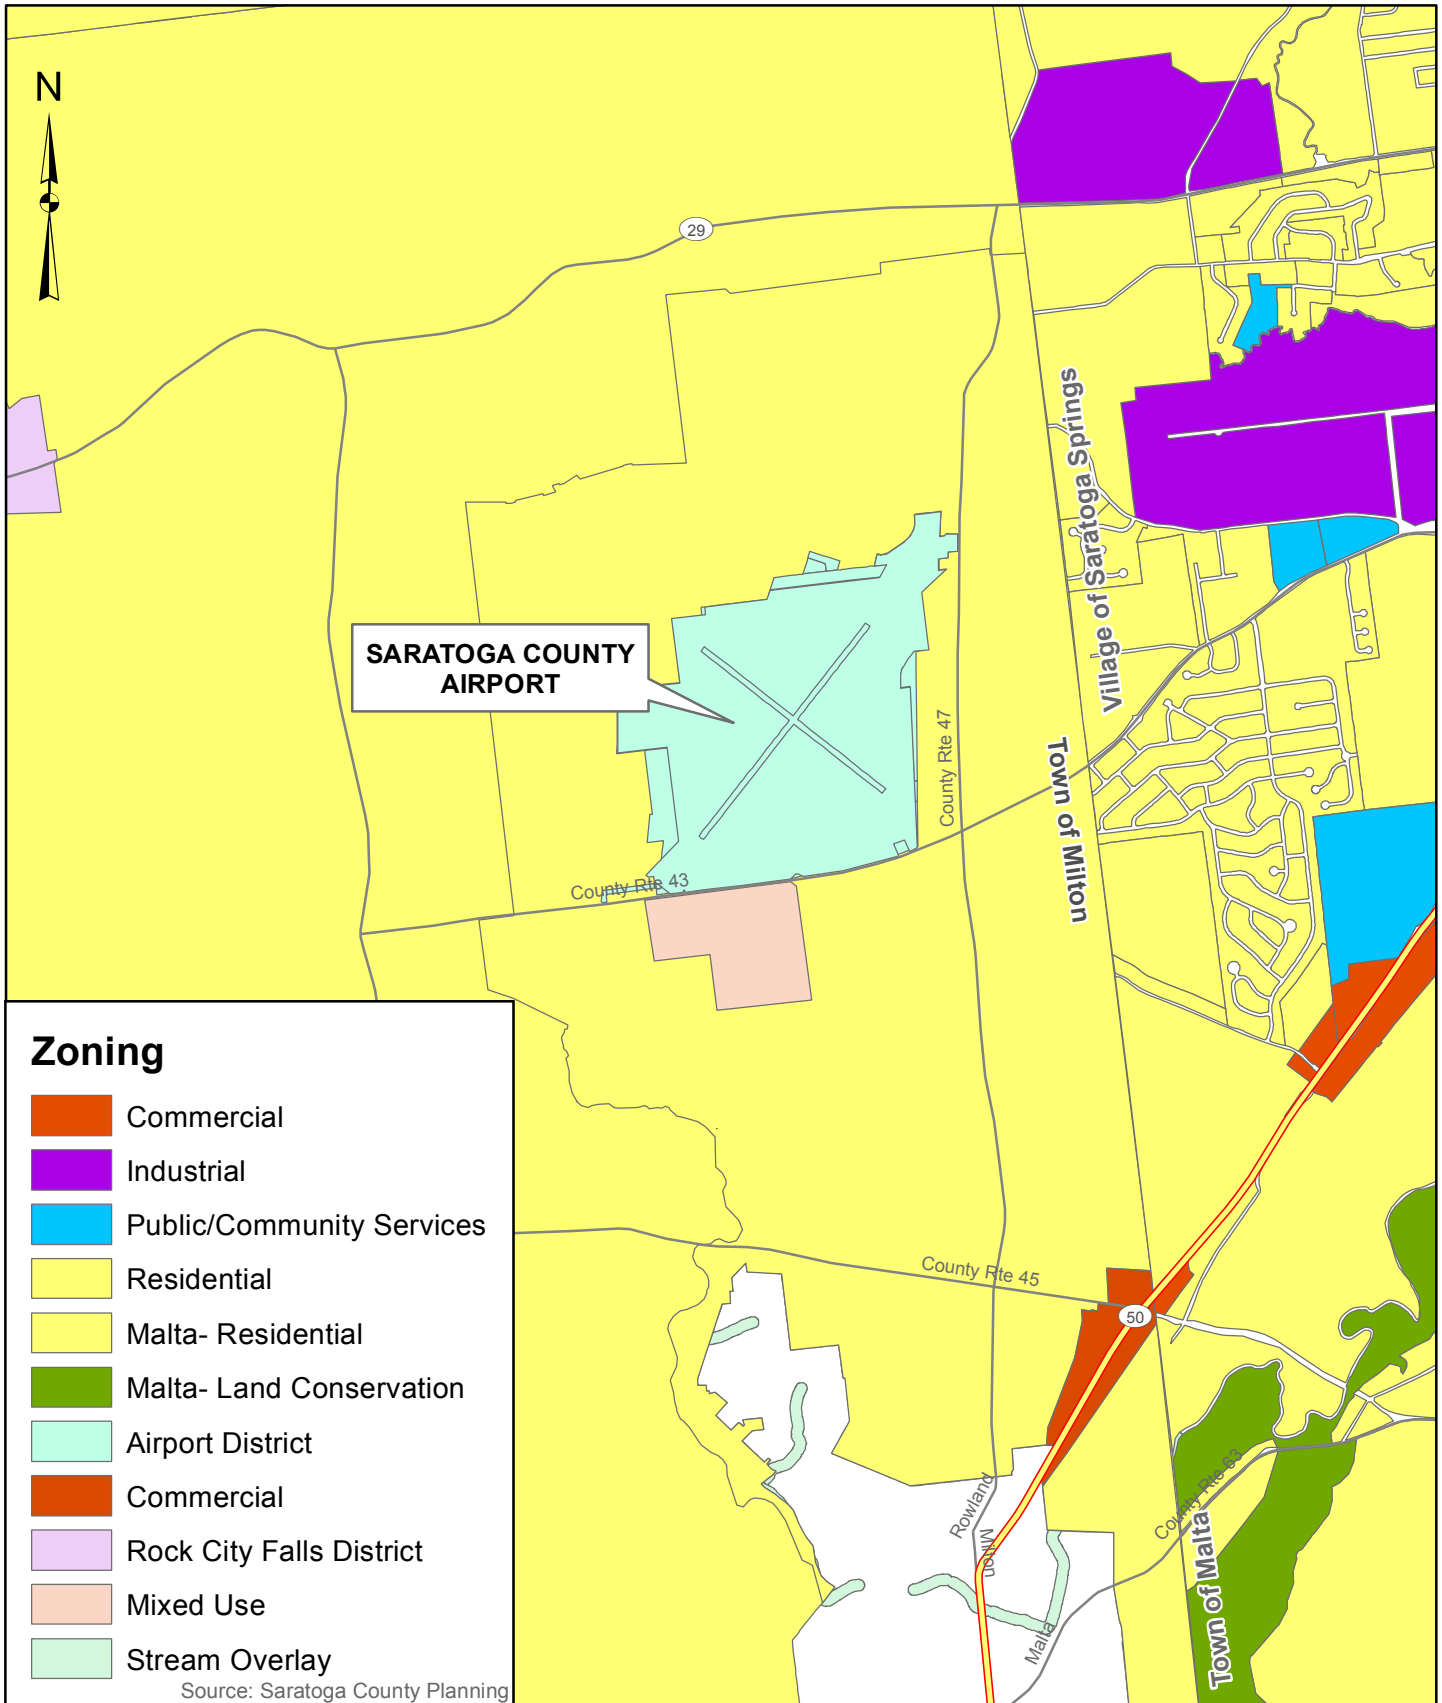 N
29
Village of Saratoga Springs
SARATOGA COUNTY
AIRPORT
County Rte 47
Town of Milton
County Rte 43
County Rte 45
50
County Rte 63
Rowland
Milton
Malta
Town of Malta
Zoning
Commercial
Industrial
Public/Community Services
Residential
Malta- Residential
Malta- Land Conservation
Airport District
Commercial
Rock City Falls District
Mixed Use
Stream Overlay
Source: Saratoga County Planning